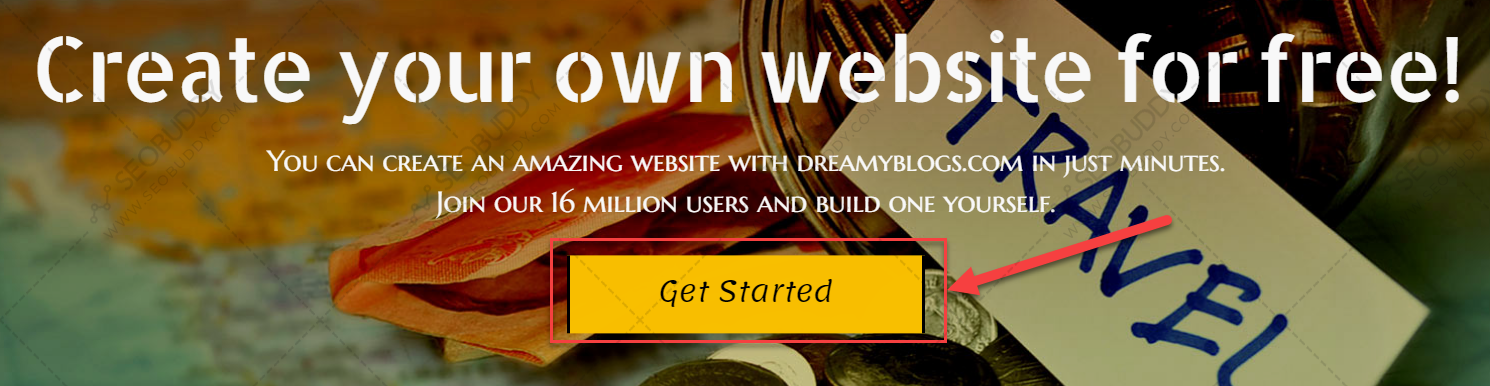 Create your own website for free!
You can create an amazing website with dreamyblogs.com in just minutes.
Join our 16 million users and build one yourself.
Get Started
TRAVEL
SEOBUDDY